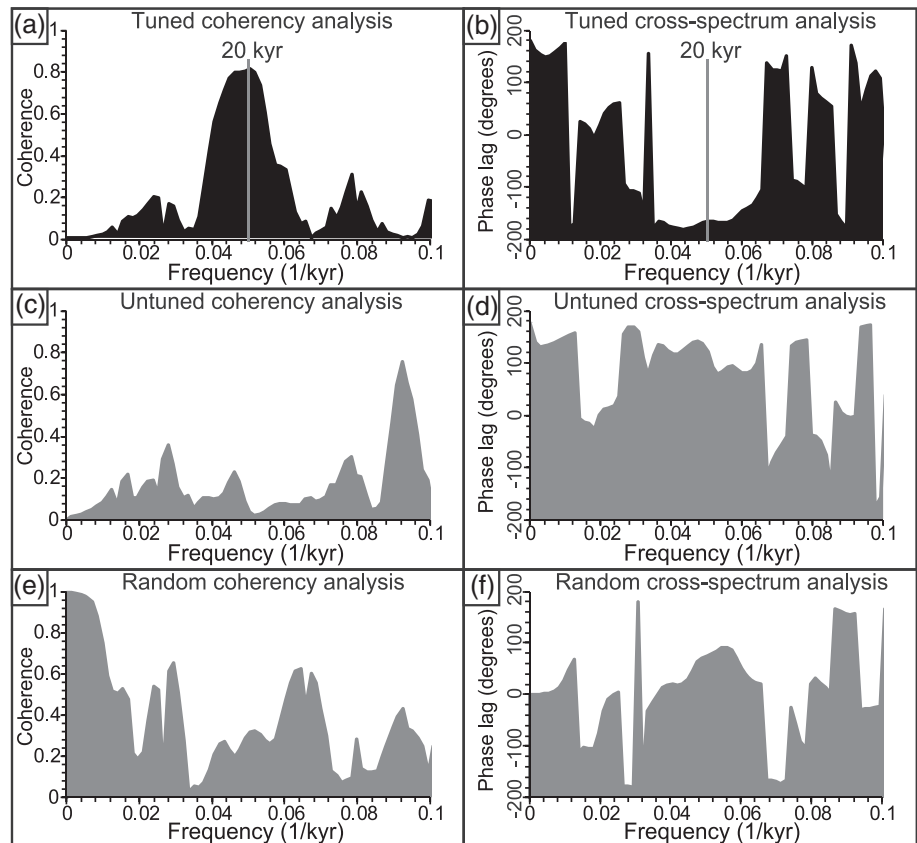 (a) Tuned coherency analysis
20 kyr
1
0.8
0.6
0.4
0.2
0
Coherence
0 0.02 0.04 0.06 0.08 0.1
Frequency (1/kyr)
(b) Tuned cross-spectrum analysis
20 kyr
200
100
0
-100
-200
Phase lag (degrees)
0 0.02 0.04 0.06 0.08 0.1
Frequency (1/kyr)
(c) Untuned coherency analysis
1
0.8
0.6
0.4
0.2
0
Coherence
0 0.02 0.04 0.06 0.08 0.1
Frequency (1/kyr)
(d) Untuned cross-spectrum analysis
200
100
0
-100
-200
Phase lag (degrees)
0 0.02 0.04 0.06 0.08 0.1
Frequency (1/kyr)
(e) Random coherency analysis
1
0.8
0.6
0.4
0.2
0
Coherence
0 0.02 0.04 0.06 0.08 0.1
Frequency (1/kyr)
(f) Random cross-spectrum analysis
200
100
0
-100
-200
Phase lag (degrees)
0 0.02 0.04 0.06 0.08 0.1
Frequency (1/kyr)